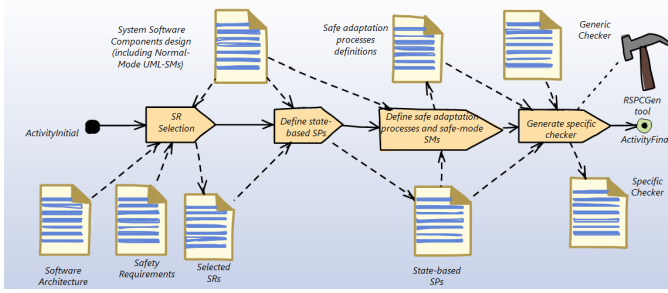 System Software
Components design
(including Normal-
Mode UML-SMs)
Safe adaptation
processes
definitions
Generic
Checker
RSPCGen
tool
ActivityInitial
SR
Selection
Define state-
based SPs
Define safe adaptation
processes and safe-mode
SMs
Generate specific
checker
ActivityFinal
Software
Architecture
Safety
Requirements
Selected
SRs
State-based
SPs
Specific
Checker